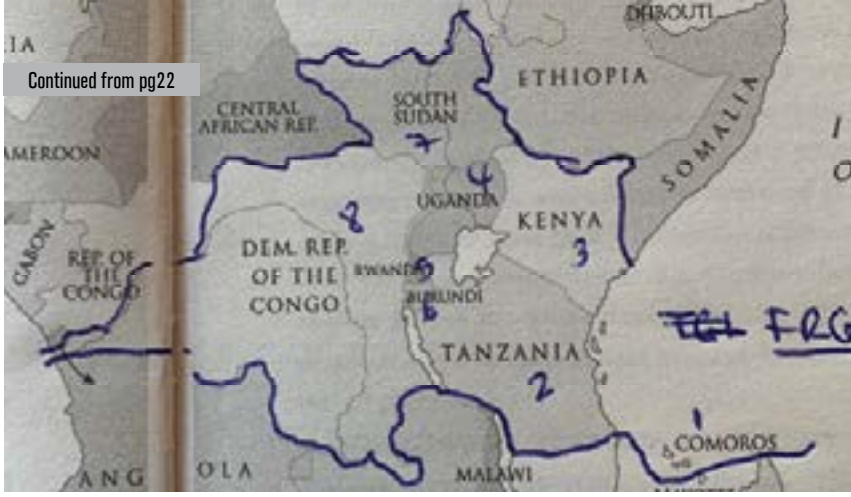 DJIBOUTI
IA
ETHIOPIA
Continued from pg22
CENTRAL
AFRICAN REP.
SOUTH
SUDAN
7
SOMALIA
AMEROON
4
UGANDA
8
KENYA
3
GABON
REP. OF
THE
CONGO
DEM. REP.
OF THE
CONGO
RWANDA
5
BURUNDI
6
FRG
TANZANIA
2
1
COMOROS
ANG
OLA
MALAWI